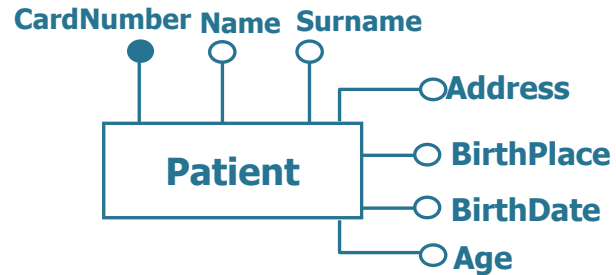 CardNumber Name Surname
Address
Patient
BirthPlace
BirthDate
Age